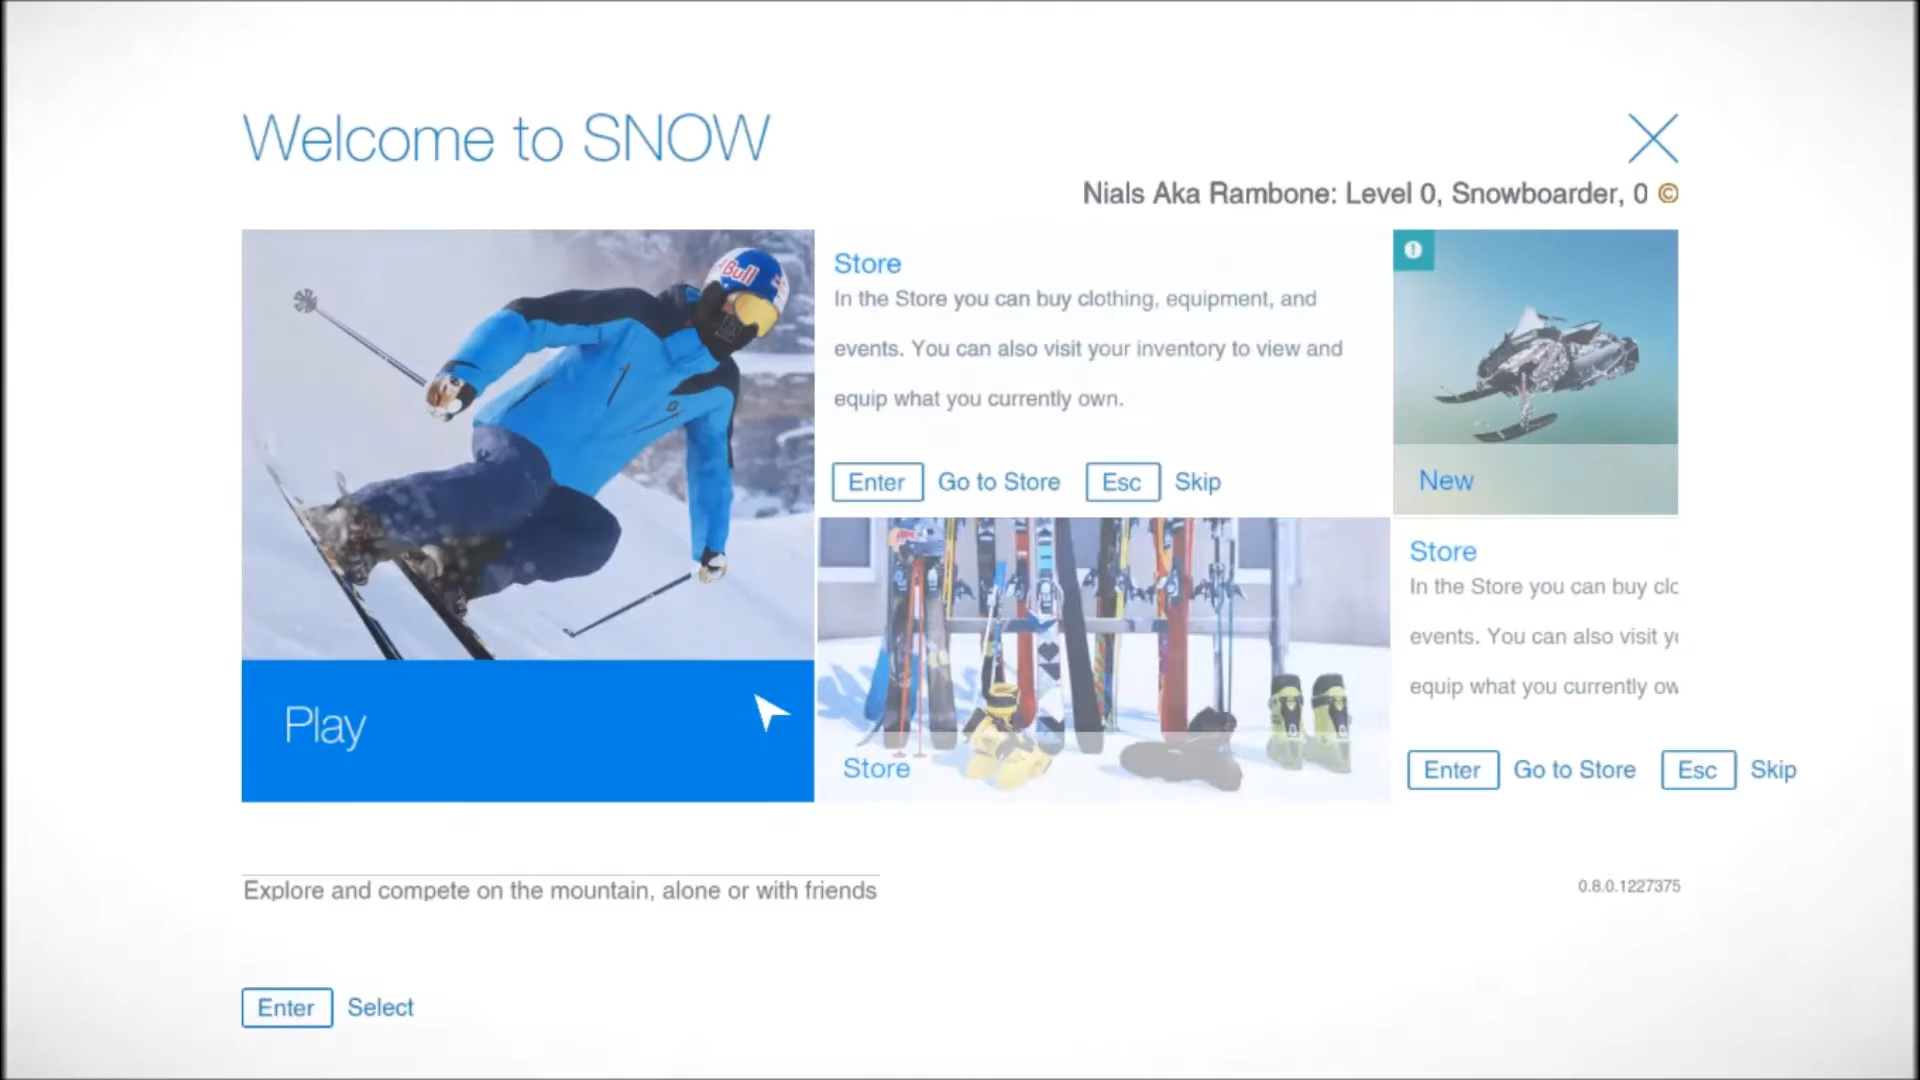 Welcome to SNOW
Nials Aka Rambone: Level 0, Snowboarder, 0 ©
Bull
Store
In the Store you can buy clothing, equipment, and
events. You can also visit your inventory to view and
equip what you currently own.
Enter Go to Store Esc Skip
New
Play
Store
Store
In the Store you can buy clo
events. You can also visit yo
equip what you currently ow
Enter Go to Store Esc Skip
Explore and compete on the mountain, alone or with friends
0.8.0.1227375
Enter Select